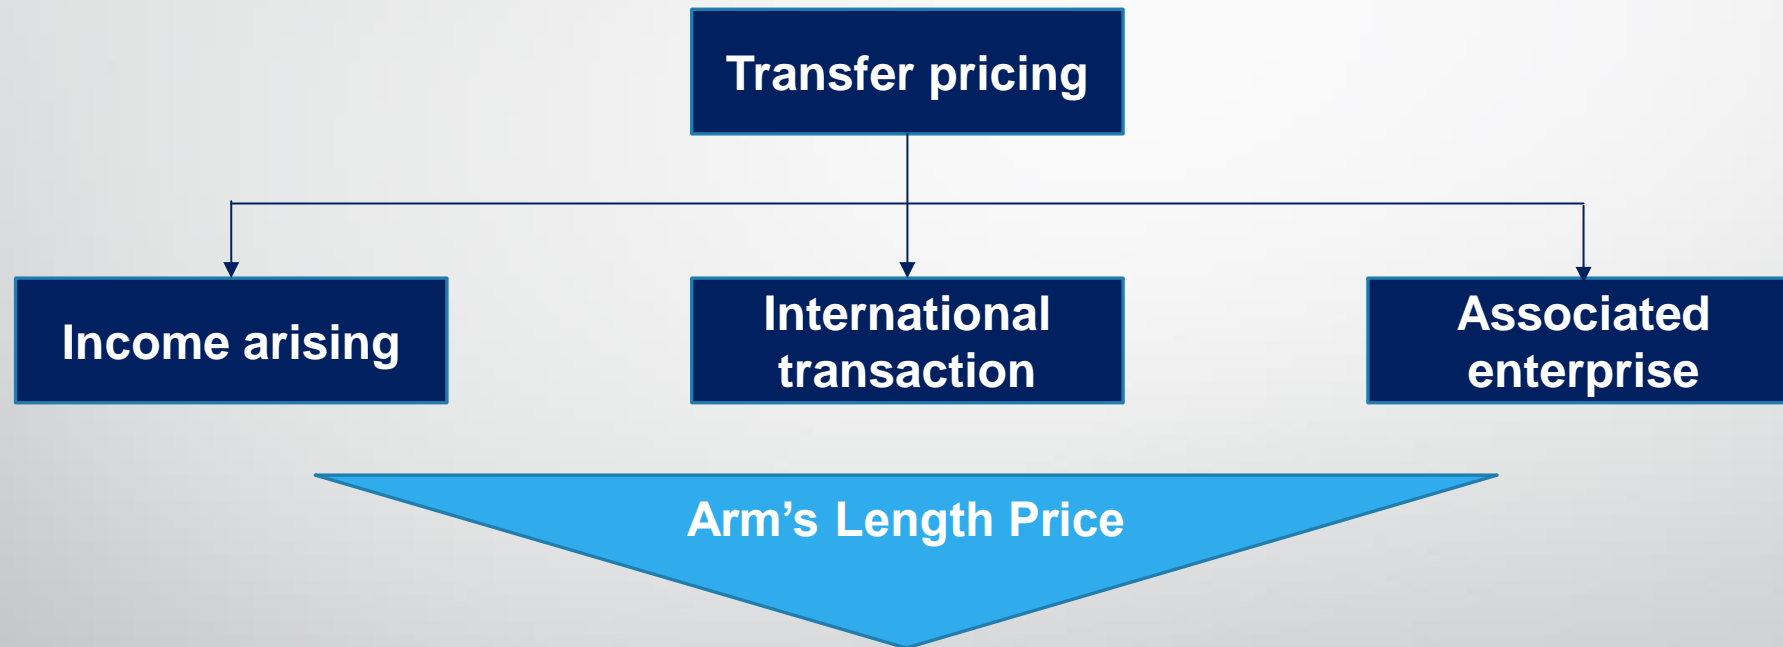 Transfer pricing
Income arising
International
transaction
Associated
enterprise
Arm’s Length Price